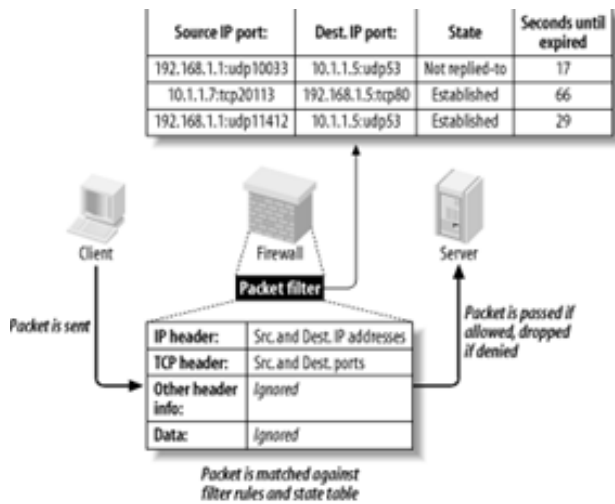 Source IP port: Dest. IP port: State Seconds until expired
192.168.1.1:udp10033 10.1.1.5:udp53 Not replied-to 17
10.1.1.7:tcp20113 192.168.1.5:tcp80 Established 66
192.168.1.1:udp11412 10.1.1.5:udp53 Established 29
Client
Firewall
Server
Packet filter
Packet is sent
IP header: Src. and Dest. IP addresses
TCP header: Src. and Dest. ports
Other header info: Ignored
Data: Ignored
Packet is passed if
allowed, dropped
if denied
Packet is matched against
filter rules and state table